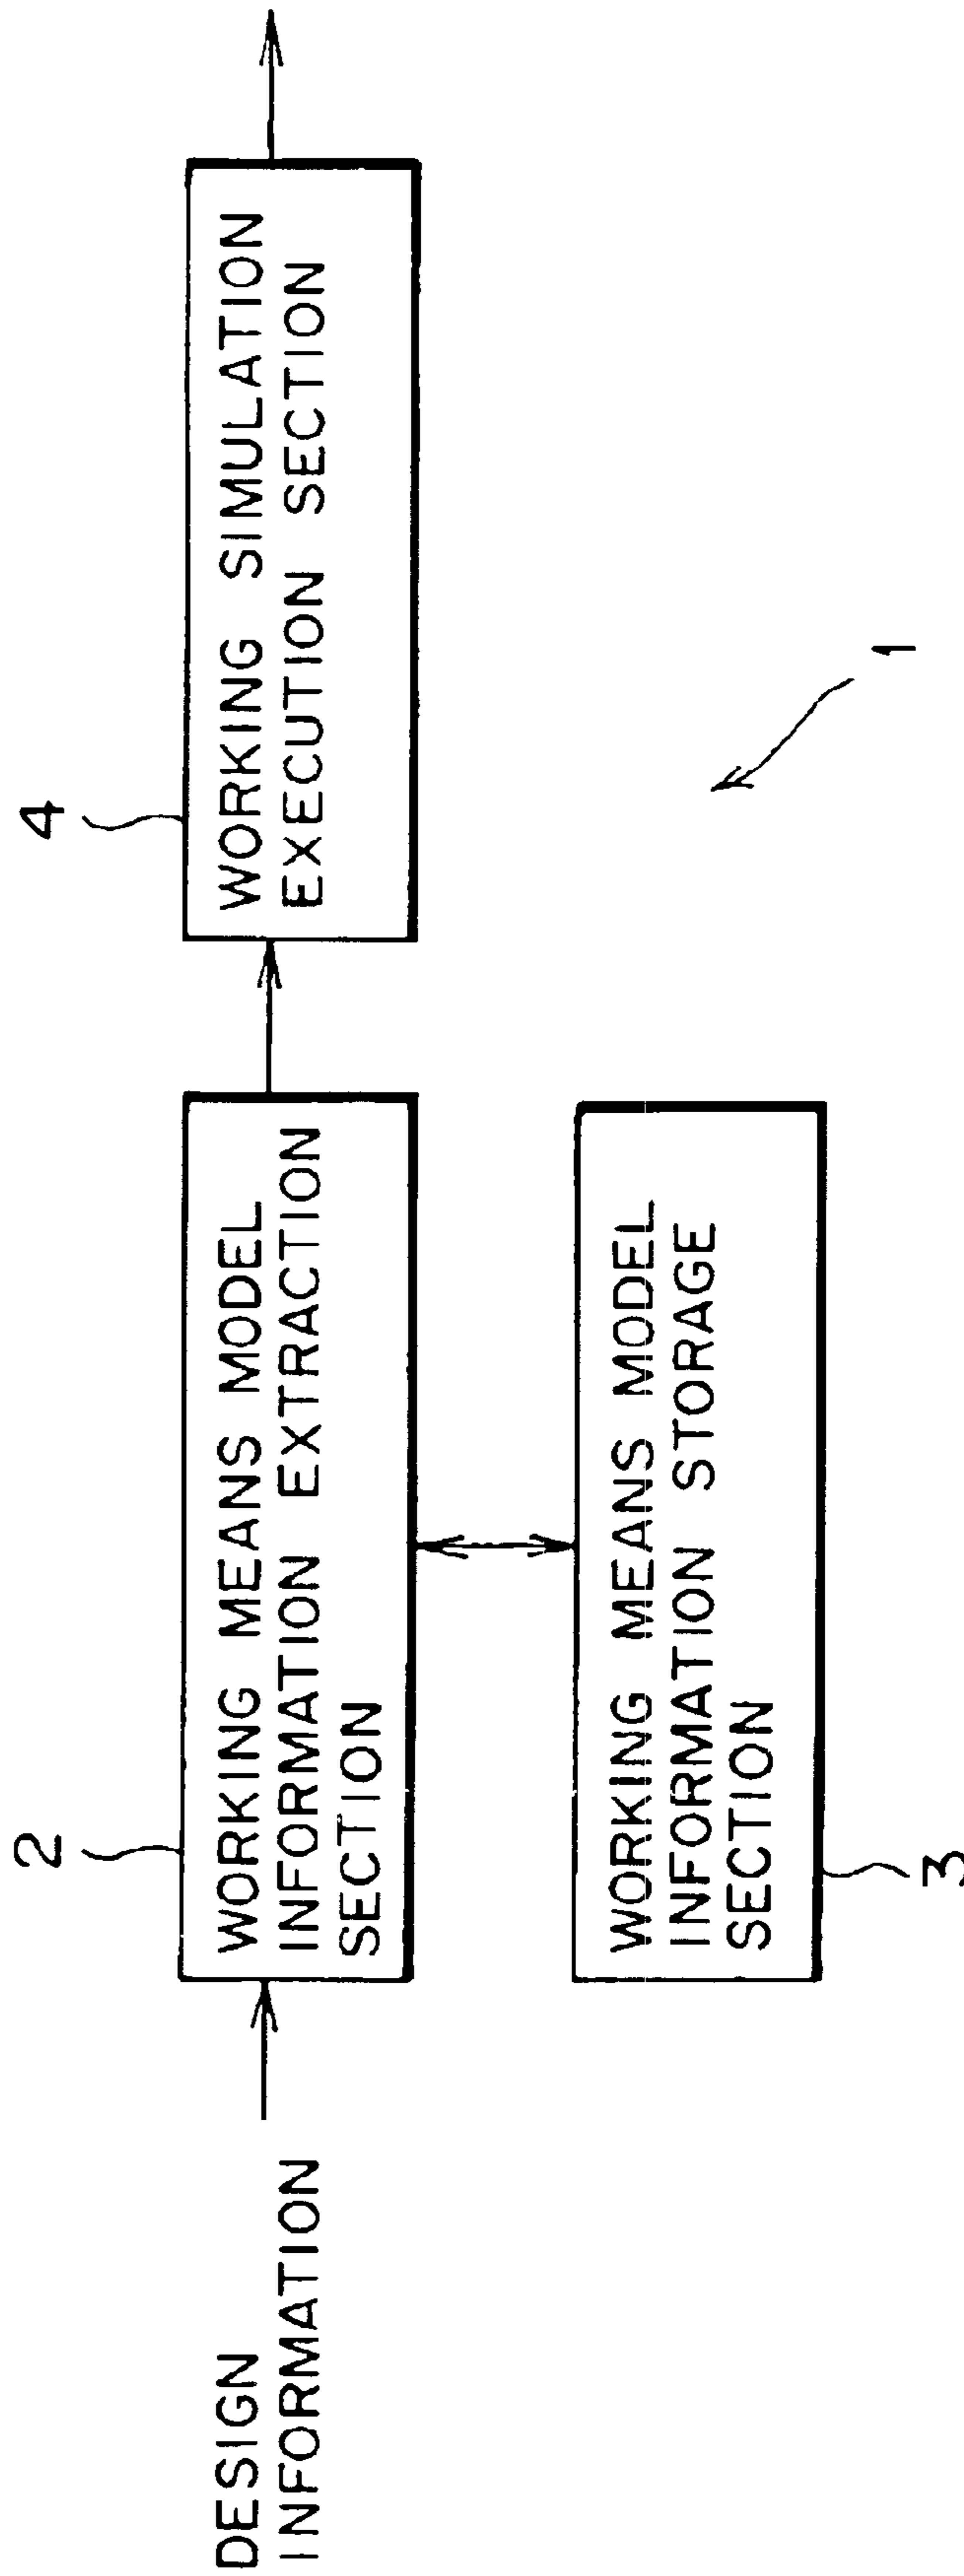 DESIGN
INFORMATION
2
WORKING MEANS MODEL
INFORMATION EXTRACTION
SECTION
3
WORKING MEANS MODEL
INFORMATION STORAGE
SECTION
4
WORKING SIMULATION
EXECUTION SECTION
1